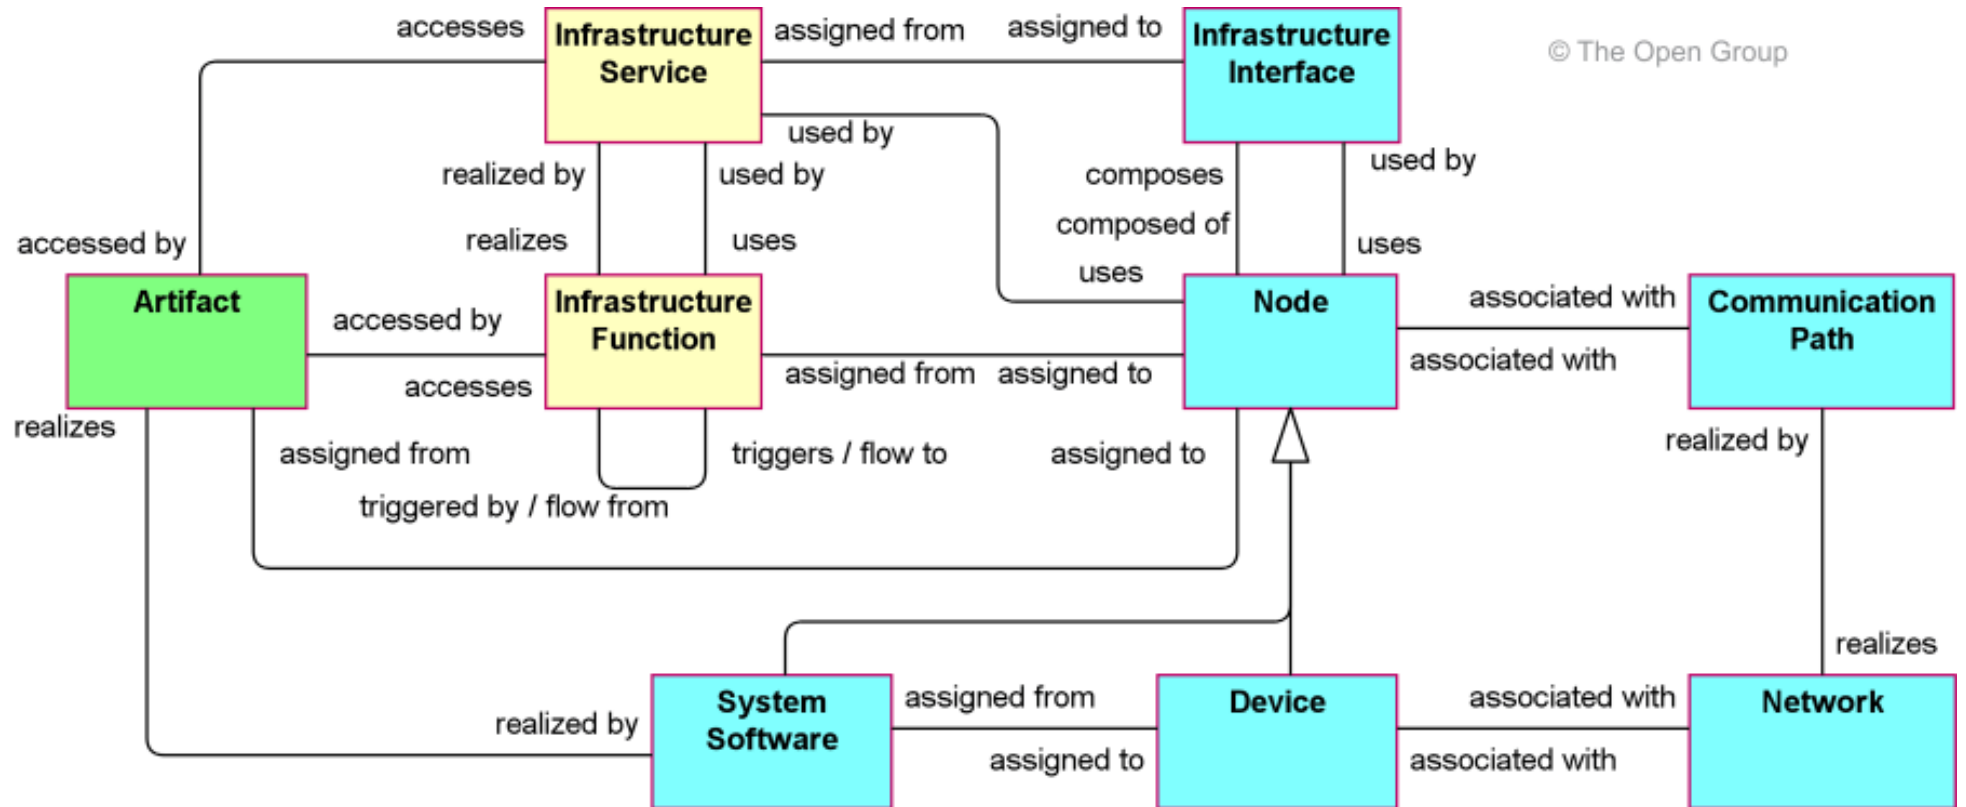 accesses
Infrastructure
Service
assigned from
assigned to
Infrastructure
Interface
© The Open Group
used by
realized by
used by
composes
used by
accessed by
realizes
uses
composed of
uses
uses
Artifact
accessed by
Infrastructure
Function
accesses
assigned from
assigned to
Node
associated with
associated with
Communication
Path
realizes
assigned from
triggers / flow to
assigned to
realized by
triggered by / flow from
realizes
realized by
System
Software
assigned from
assigned to
Device
associated with
associated with
Network